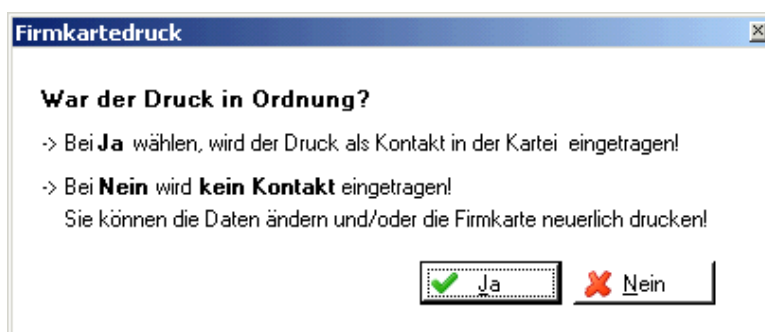 Firmkartedruck
War der Druck in Ordnung?
-> Bei Ja wählen, wird der Druck als Kontakt in der Kartei eingetragen!
-> Bei Nein wird kein Kontakt eingetragen!
Sie können die Daten ändern und/oder die Firmkarte neuerlich drucken!
Ja Nein